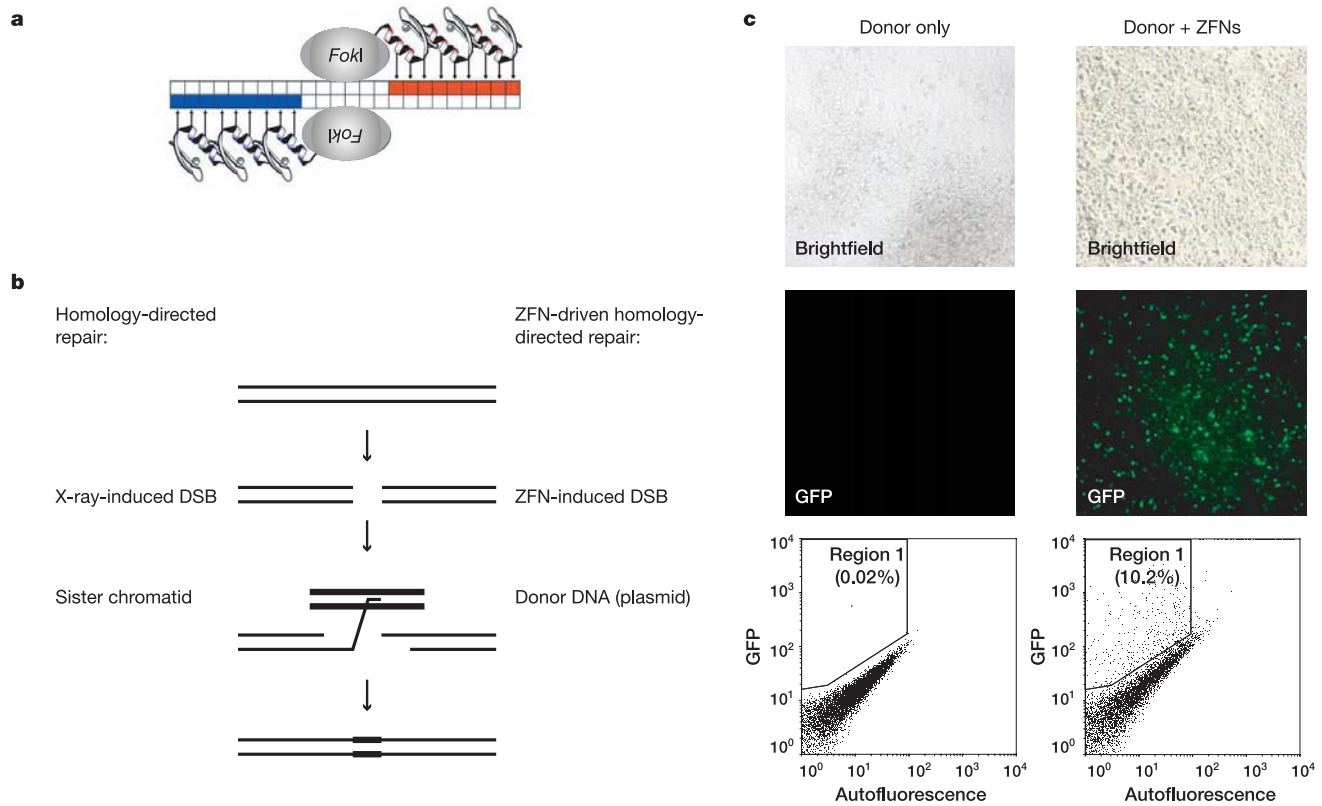 a
FokI
FokI
b
Homology-directed
repair:
ZFN-driven homology-
directed repair:
X-ray-induced DSB
ZFN-induced DSB
Sister chromatid
Donor DNA (plasmid)
c
Donor only
Donor + ZFNs
Brightfield
Brightfield
GFP
GFP
10⁴
10³
10²
10¹
10⁰
GFP
Region 1
(0.02%)
10⁰ 10¹ 10² 10³ 10⁴
Autofluorescence
10⁴
10³
10²
10¹
10⁰
GFP
Region 1
(10.2%)
10⁰ 10¹ 10² 10³ 10⁴
Autofluorescence